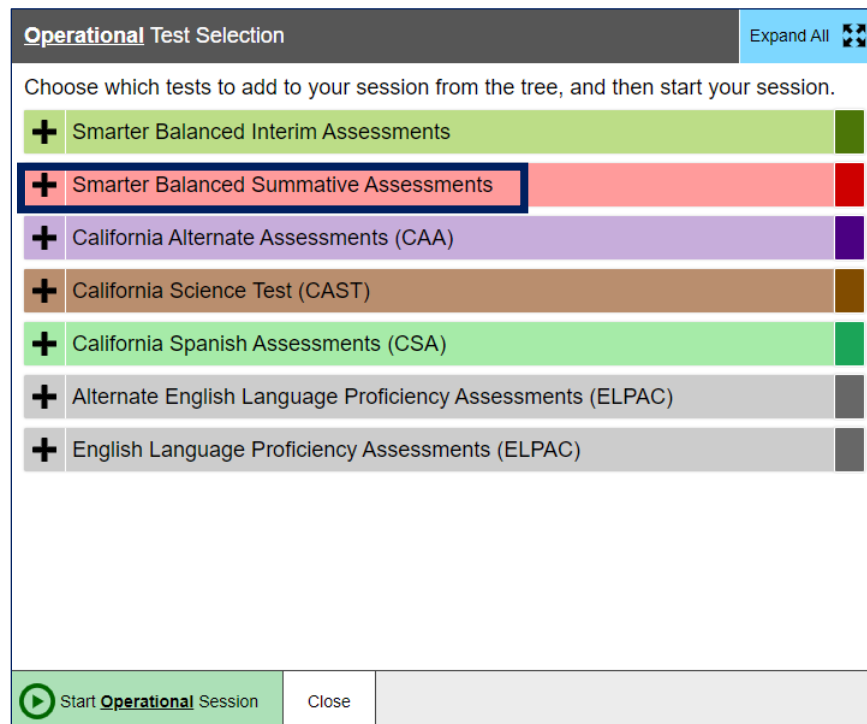 Operational Test Selection
Expand All
Choose which tests to add to your session from the tree, and then start your session.
Smarter Balanced Interim Assessments
Smarter Balanced Summative Assessments
California Alternate Assessments (CAA)
California Science Test (CAST)
California Spanish Assessments (CSA)
Alternate English Language Proficiency Assessments (ELPAC)
English Language Proficiency Assessments (ELPAC)
Start Operational Session
Close